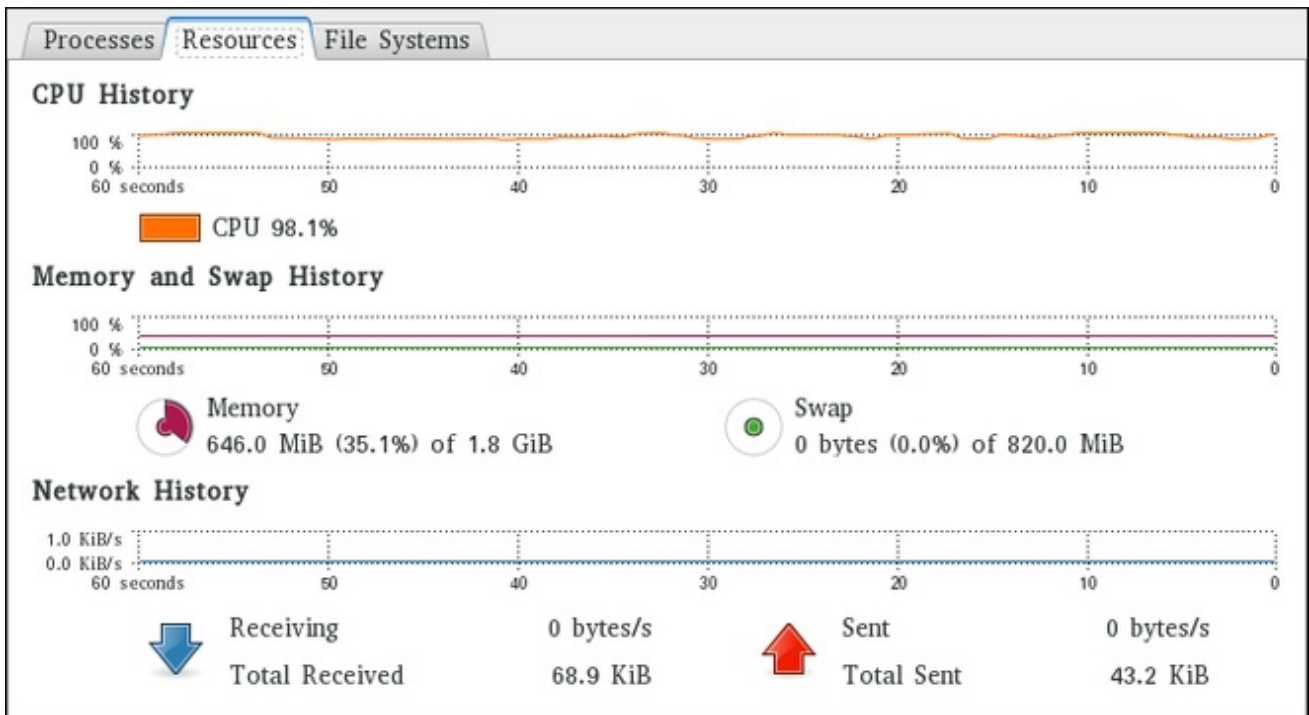 Processes Resources File Systems
CPU History
100 %
0 %
60 seconds 50 40 30 20 10 0
CPU 98.1%
Memory and Swap History
100 %
0 %
60 seconds 50 40 30 20 10 0
Memory Swap
646.0 MiB (35.1%) of 1.8 GiB 0 bytes (0.0%) of 820.0 MiB
Network History
1.0 KiB/s
0.0 KiB/s
60 seconds 50 40 30 20 10 0
Receiving 0 bytes/s Sent 0 bytes/s
Total Received 68.9 KiB Total Sent 43.2 KiB